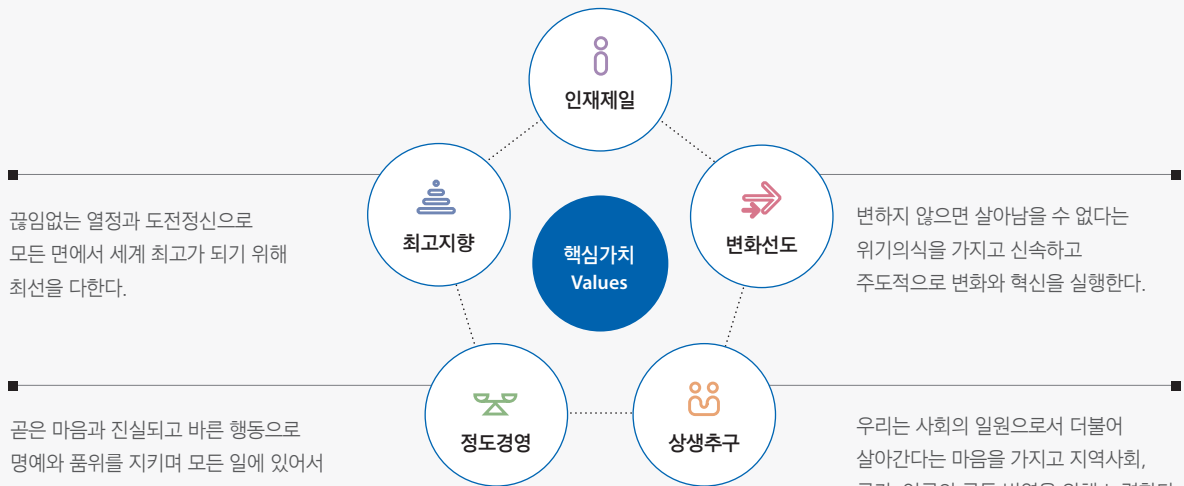 인재제일
최고지향
끊임없는 열정과 도전정신으로
모든 면에서 세계 최고가 되기 위해
최선을 다한다.
핵심가치
Values
변화선도
변하지 않으면 살아남을 수 없다는
위기의식을 가지고 신속하고
주도적으로 변화와 혁신을 실행한다.
정도경영
곧은 마음과 진실되고 바른 행동으로
명예와 품위를 지키며 모든 일에 있어서
상생추구
우리는 사회의 일원으로서 더불어
살아간다는 마음을 가지고 지역사회,